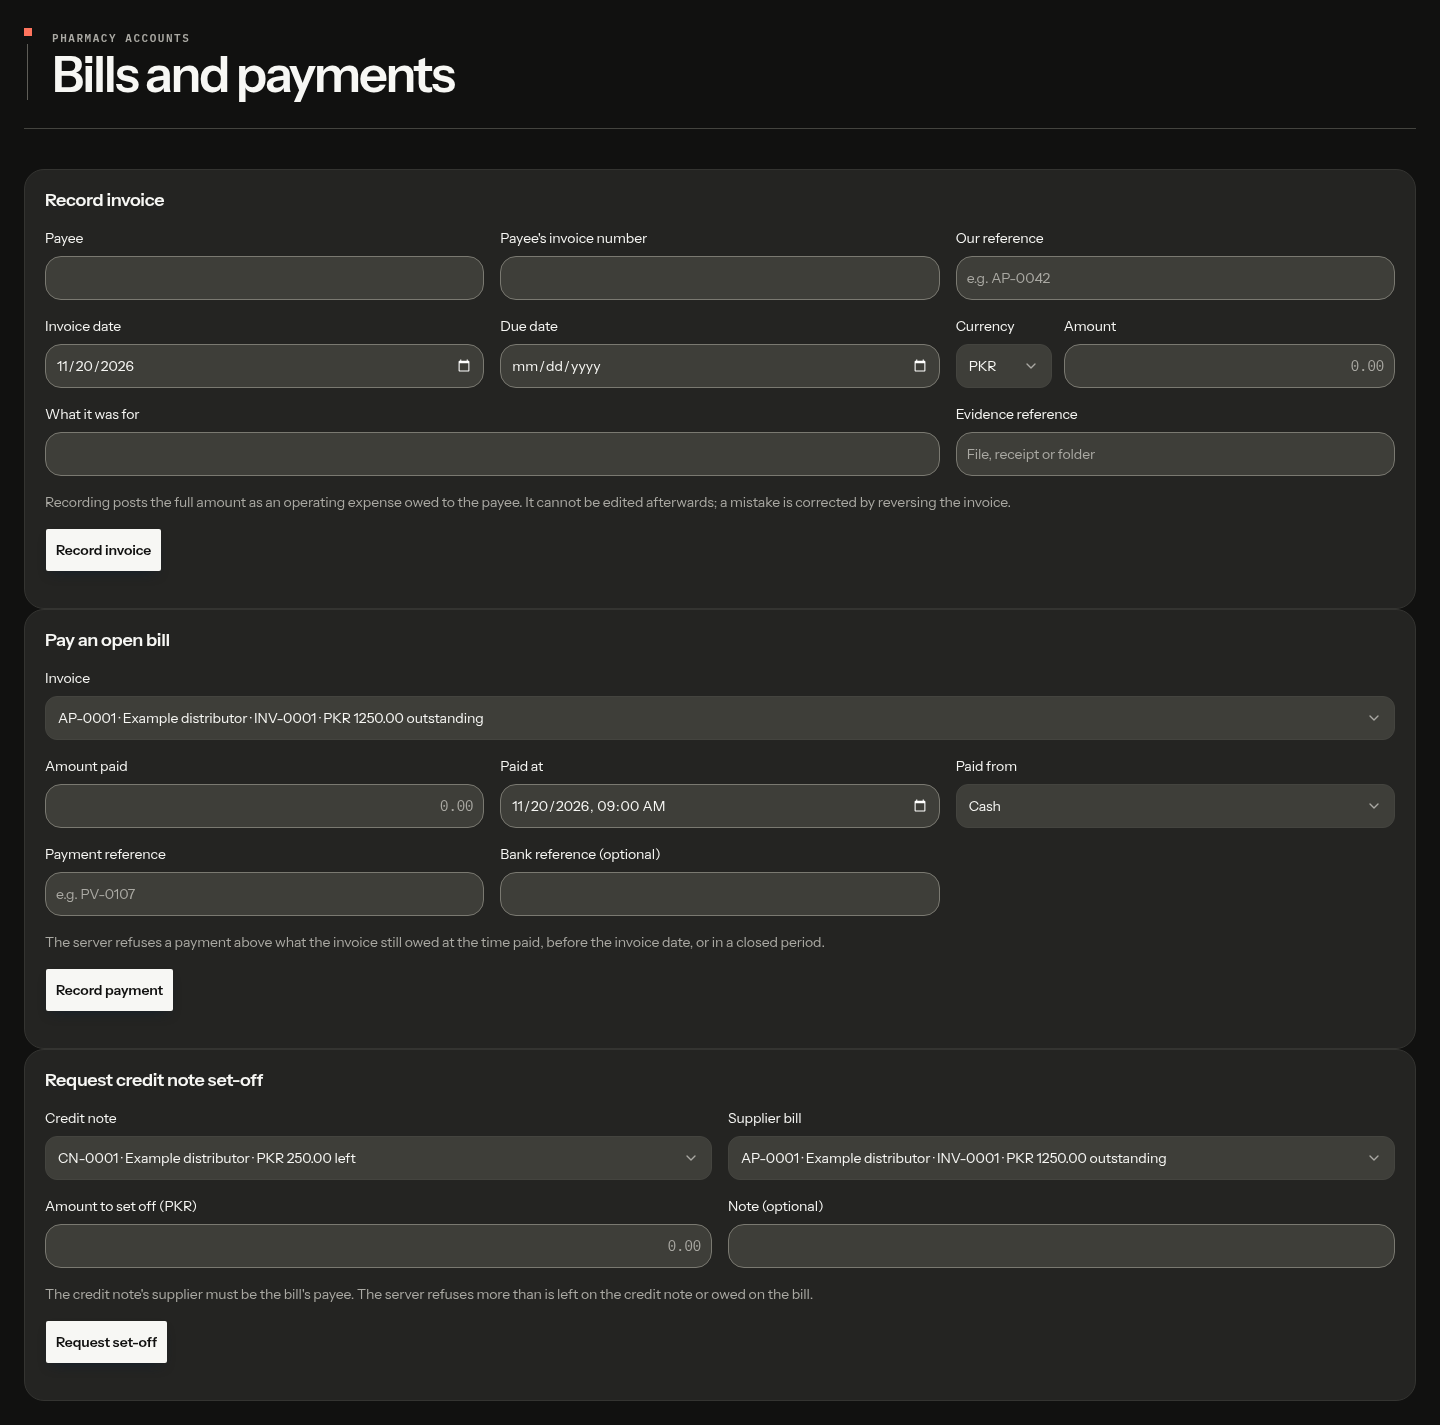 PHARMACY ACCOUNTS
Bills and payments
Record invoice
Payee
Payee's invoice number
Our reference
e.g. AP-0042
Invoice date
Due date
Currency
Amount
11/20/2026
mm/dd/yyyy
PKR
0.00
What it was for
Evidence reference
File, receipt or folder
Recording posts the full amount as an operating expense owed to the payee. It cannot be edited afterwards; a mistake is corrected by reversing the invoice.
Record invoice
Pay an open bill
Invoice
AP-0001 · Example distributor · INV-0001 · PKR 1250.00 outstanding
Amount paid
Paid at
Paid from
0.00
11/20/2026, 09:00 AM
Cash
Payment reference
Bank reference (optional)
e.g. PV-0107
The server refuses a payment above what the invoice still owed at the time paid, before the invoice date, or in a closed period.
Record payment
Request credit note set-off
Credit note
Supplier bill
CN-0001 · Example distributor · PKR 250.00 left
AP-0001 · Example distributor · INV-0001 · PKR 1250.00 outstanding
Amount to set off (PKR)
Note (optional)
0.00
The credit note's supplier must be the bill's payee. The server refuses more than is left on the credit note or owed on the bill.
Request set-off